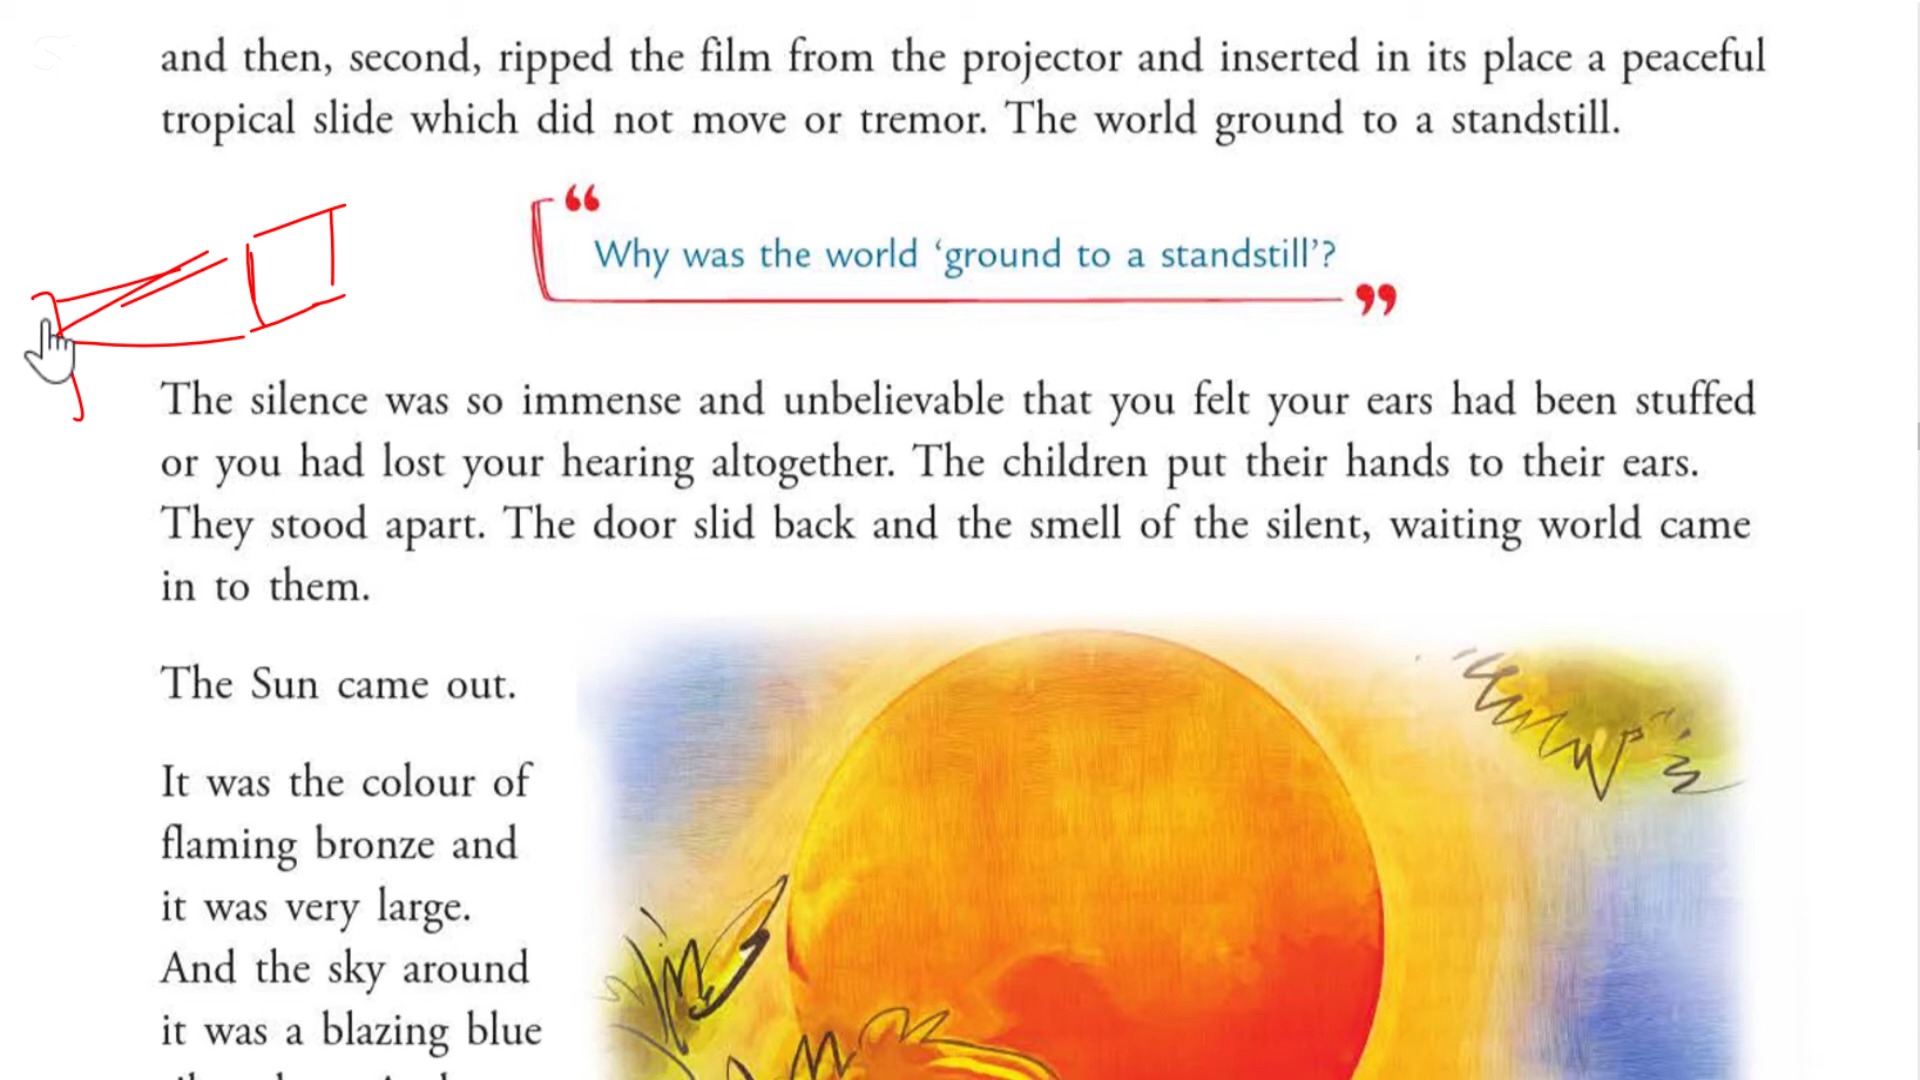 and then, second, ripped the film from the projector and inserted in its place a peaceful
tropical slide which did not move or tremor. The world ground to a standstill.
“
Why was the world ‘ground to a standstill’?
”
The silence was so immense and unbelievable that you felt your ears had been stuffed
or you had lost your hearing altogether. The children put their hands to their ears.
They stood apart. The door slid back and the smell of the silent, waiting world came
in to them.
The Sun came out.
It was the colour of
flaming bronze and
it was very large.
And the sky around
it was a blazing blue